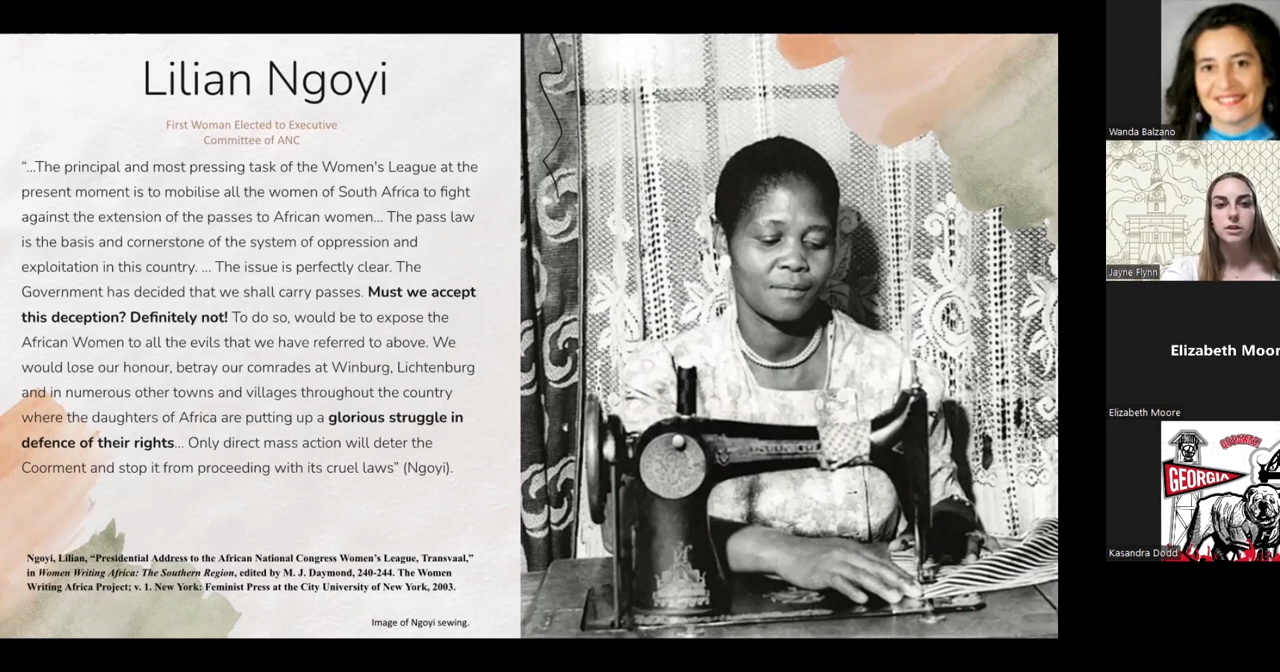 Lilian Ngoyi
First Woman Elected to Executive
Committee of ANC
“...The principal and most pressing task of the Women's League at the
present moment is to mobilise all the women of South Africa to fight
against the extension of the passes to African women... The pass law
is the basis and cornerstone of the system of oppression and
exploitation in this country. ... The issue is perfectly clear. The
Government has decided that we shall carry passes. Must we accept
this deception? Definitely not! To do so, would be to expose the
African Women to all the evils that we have referred to above. We
would lose our honour, betray our comrades at Winburg, Lichtenburg
and in numerous other towns and villages throughout the country
where the daughters of Africa are putting up a glorious struggle in
defence of their rights... Only direct mass action will deter the
Coorment and stop it from proceeding with its cruel laws” (Ngoyi).
Ngoyi, Lilian, “Presidential Address to the African National Congress Women’s League, Transvaal,”
in Women Writing Africa: The Southern Region, edited by M. J. Daymond, 240-244. The Women
Writing Africa Project; v. 1. New York: Feminist Press at the City University of New York, 2003.
Image of Ngoyi sewing.
Wanda Balzano
Jayne Flynn
Elizabeth Moor
Elizabeth Moore
GEORGIA
Kasandra Dodd